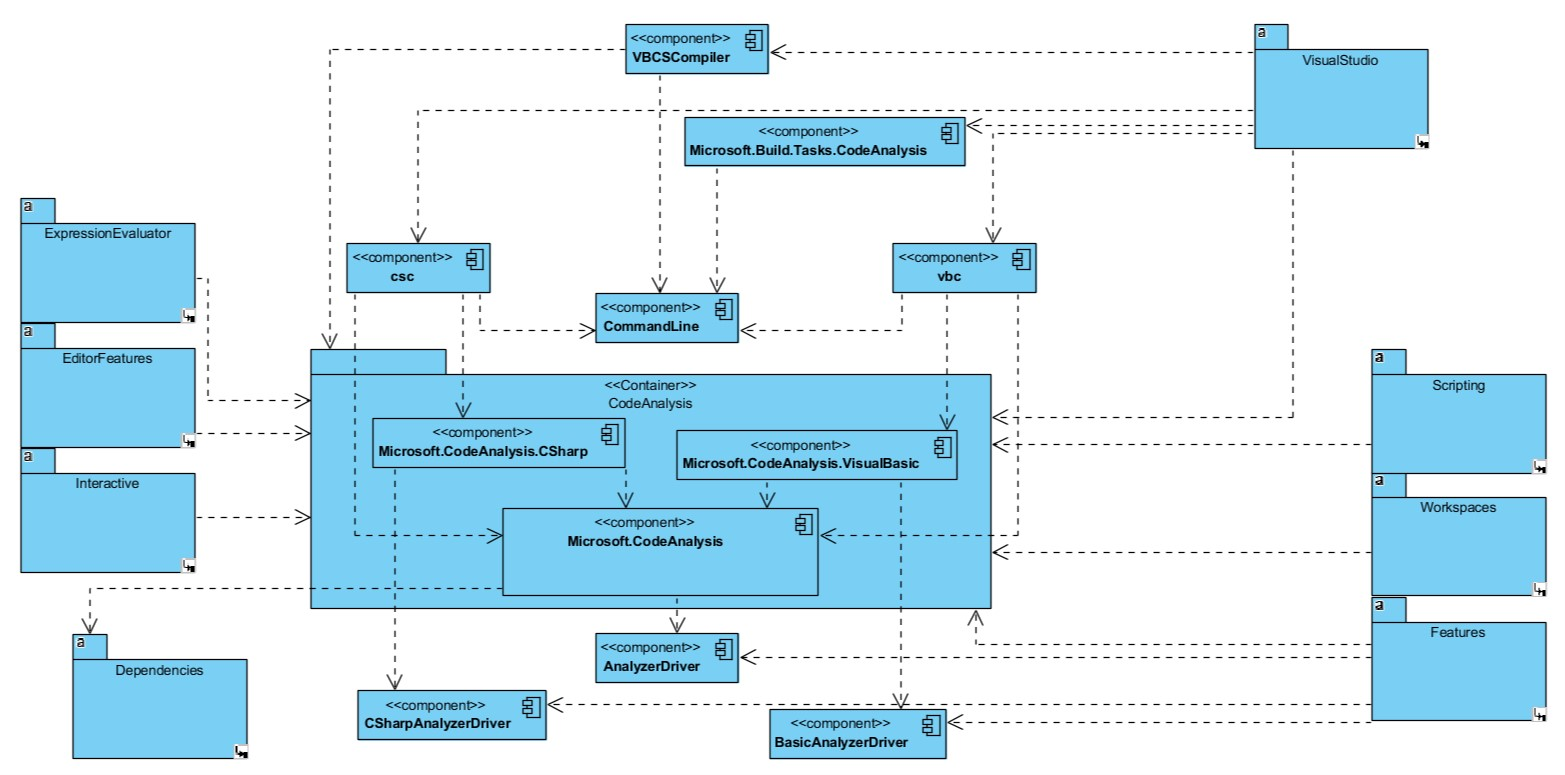 <<component>>
VBCSCompiler
a
VisualStudio
<<component>>
Microsoft.Build.Tasks.CodeAnalysis
a
ExpressionEvaluator
<<component>>
csc
<<component>>
vbc
<<component>>
CommandLine
a
EditorFeatures
<<Container>>
CodeAnalysis
a
Scripting
<<component>>
Microsoft.CodeAnalysis.CSharp
<<component>>
Microsoft.CodeAnalysis.VisualBasic
a
Interactive
a
Workspaces
<<component>>
Microsoft.CodeAnalysis
a
Features
a
Dependencies
<<component>>
AnalyzerDriver
<<component>>
CSharpAnalyzerDriver
<<component>>
BasicAnalyzerDriver